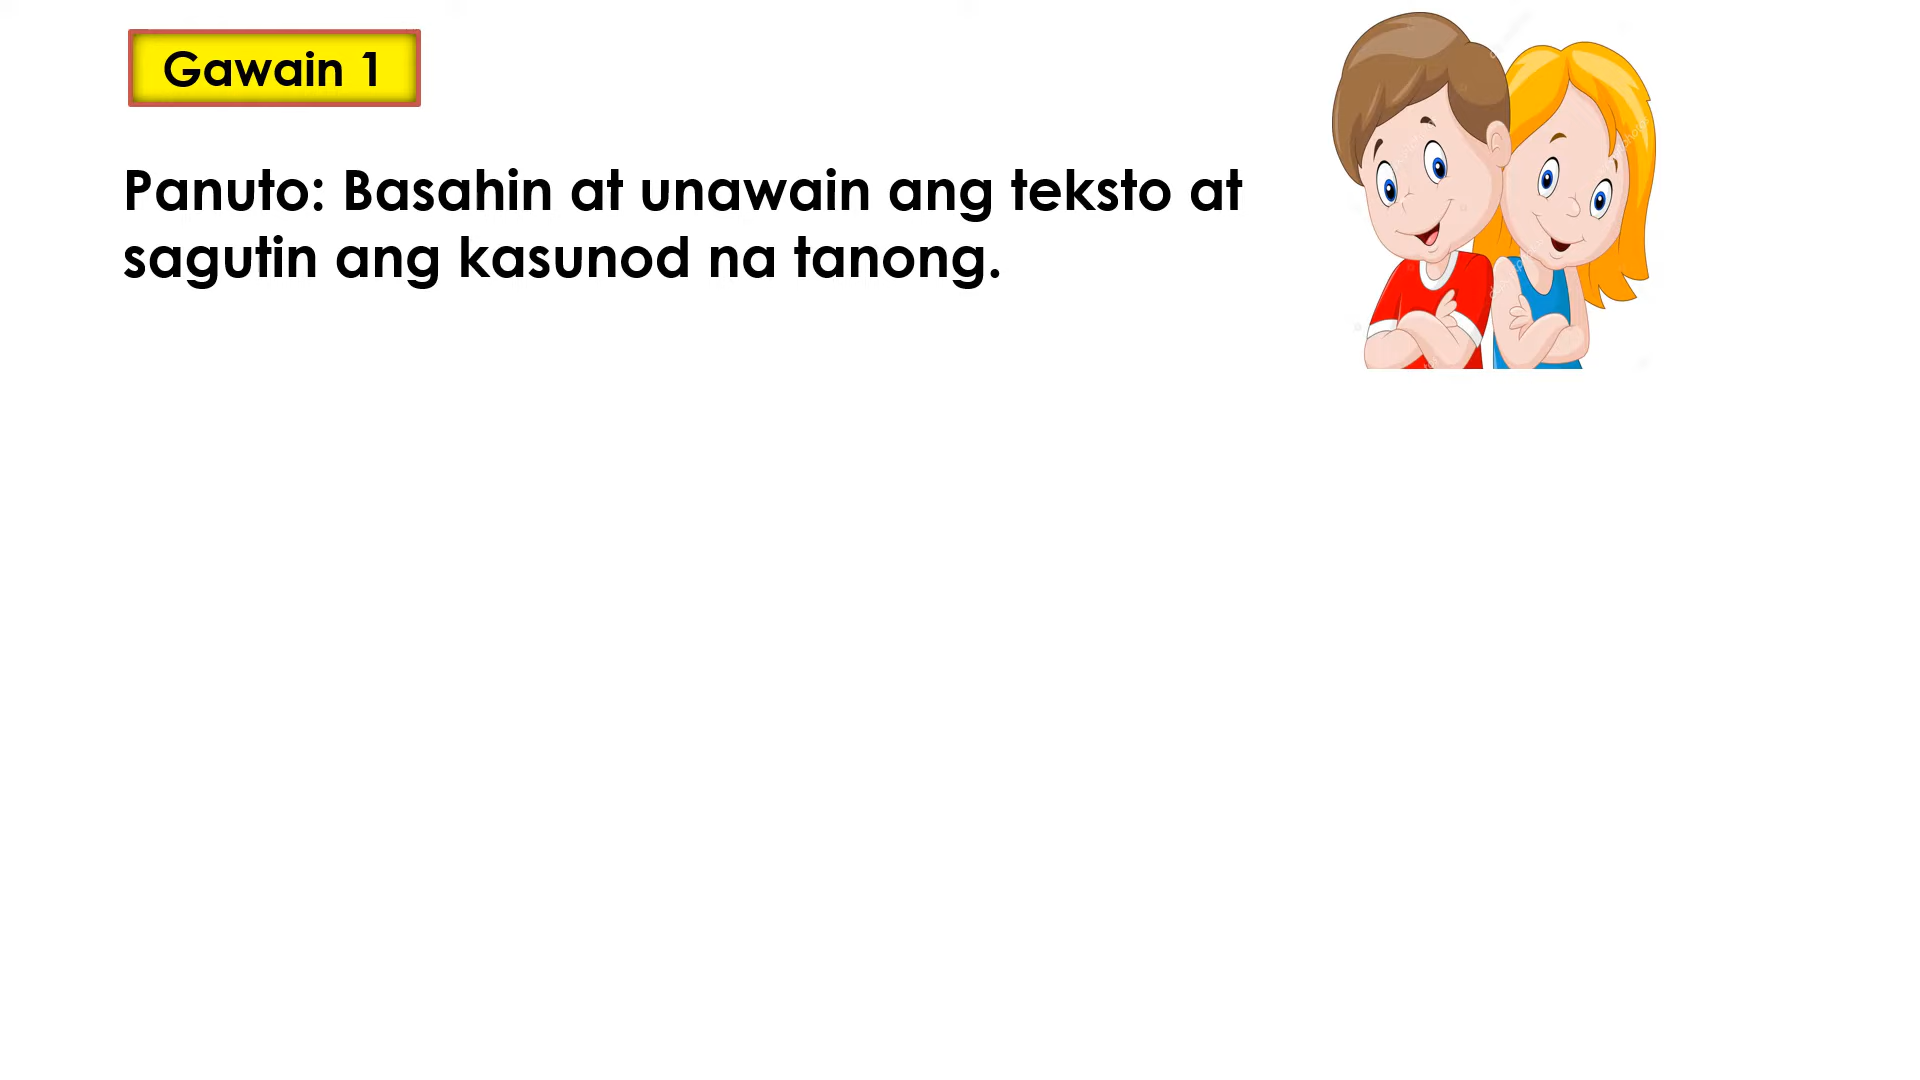 Gawain 1
Panuto: Basahin at unawain ang teksto at
sagutin ang kasunod na tanong.